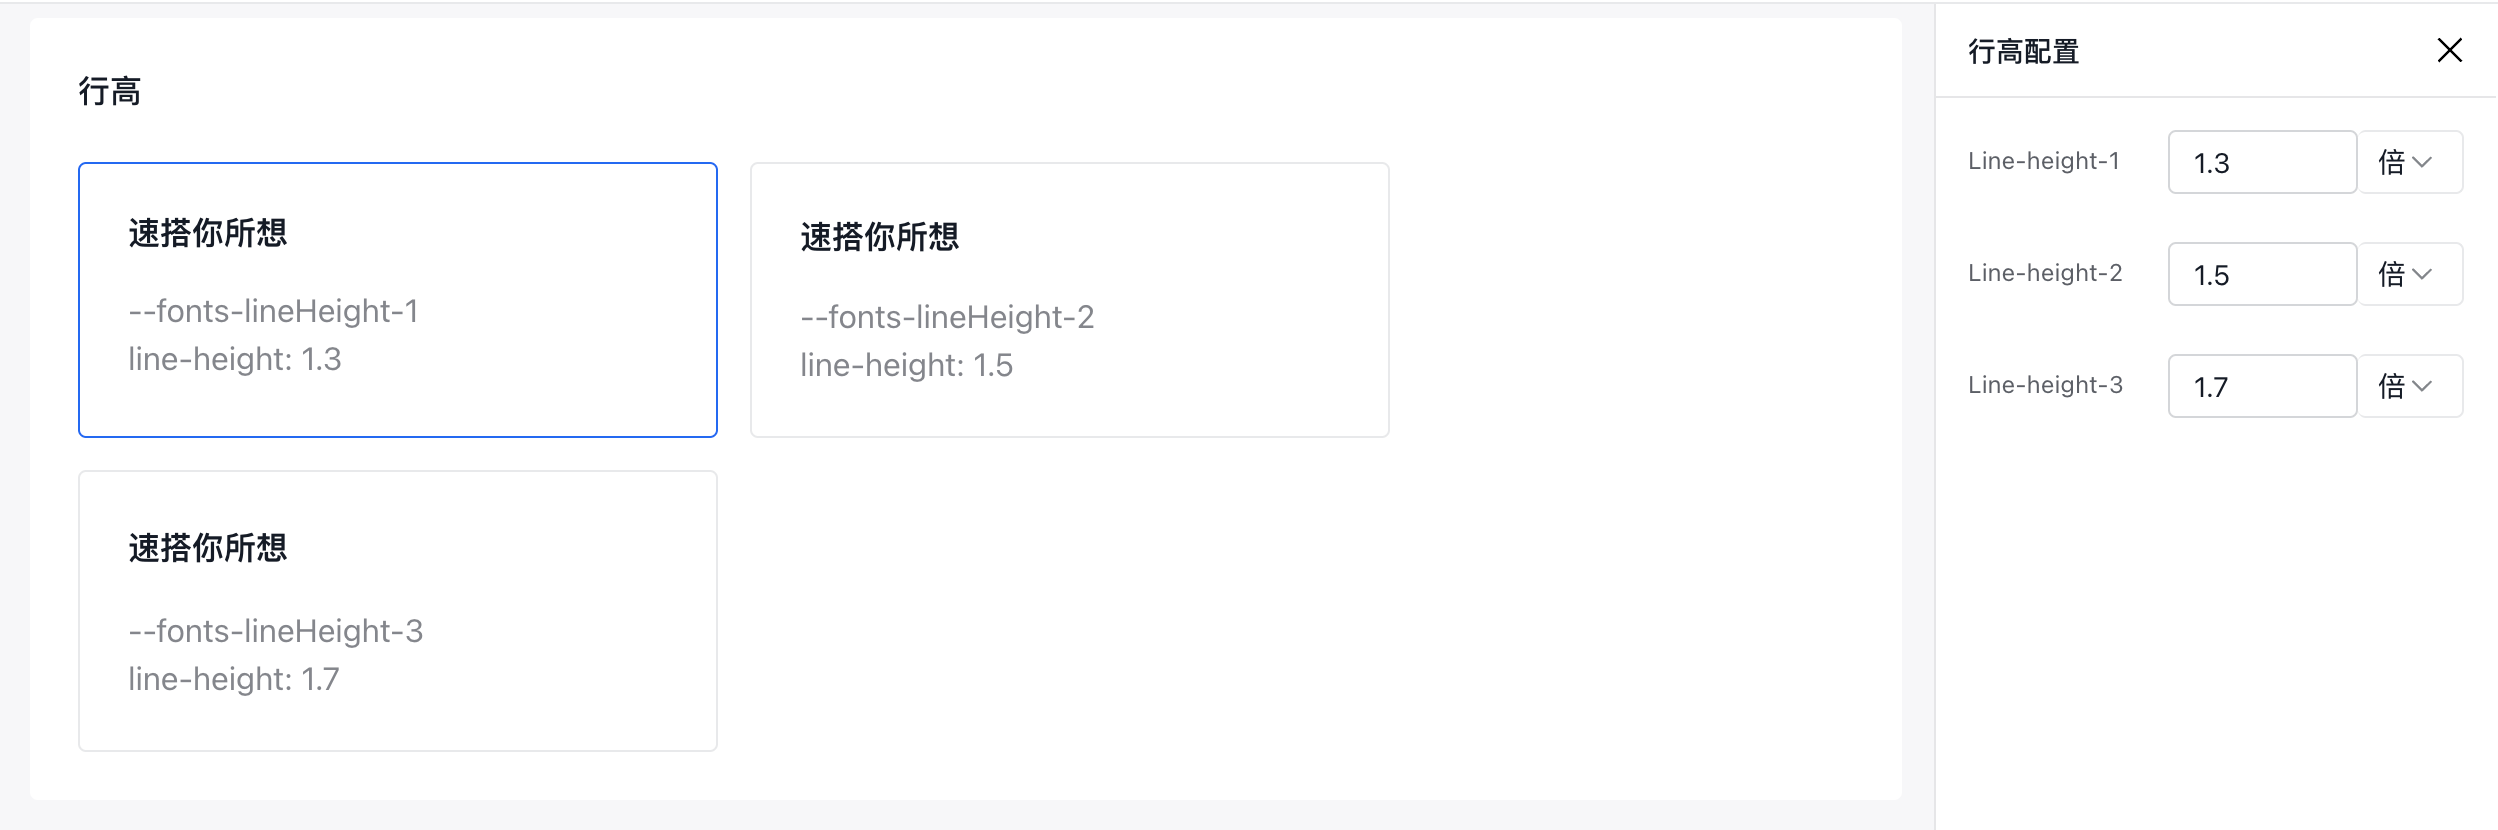 行高
速搭你所想
--fonts-lineHeight-1
line-height: 1.3
速搭你所想
--fonts-lineHeight-2
line-height: 1.5
速搭你所想
--fonts-lineHeight-3
line-height: 1.7
行高配置
Line-height-1 1.3 倍
Line-height-2 1.5 倍
Line-height-3 1.7 倍